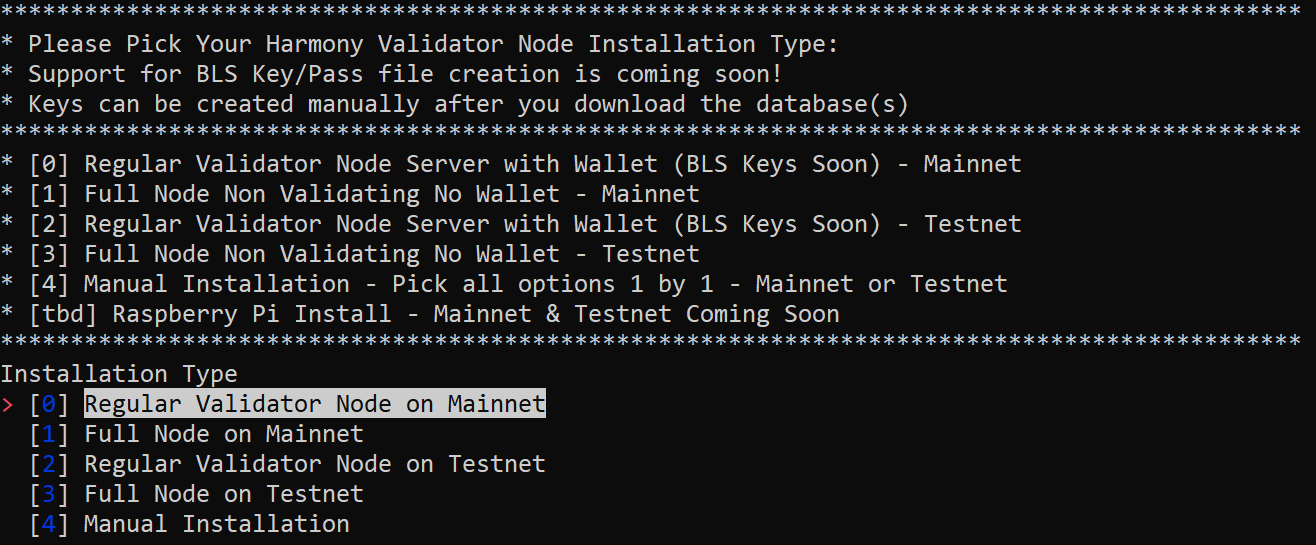 *********************************************************************************************
* Please Pick Your Harmony Validator Node Installation Type:
* Support for BLS Key/Pass file creation is coming soon!
* Keys can be created manually after you download the database(s)
*********************************************************************************************
* [0] Regular Validator Node Server with Wallet (BLS Keys Soon) - Mainnet
* [1] Full Node Non Validating No Wallet - Mainnet
* [2] Regular Validator Node Server with Wallet (BLS Keys Soon) - Testnet
* [3] Full Node Non Validating No Wallet - Testnet
* [4] Manual Installation - Pick all options 1 by 1 - Mainnet or Testnet
* [tbd] Raspberry Pi Install - Mainnet & Testnet Coming Soon
*********************************************************************************************
Installation Type
> [0] Regular Validator Node on Mainnet
[1] Full Node on Mainnet
[2] Regular Validator Node on Testnet
[3] Full Node on Testnet
[4] Manual Installation